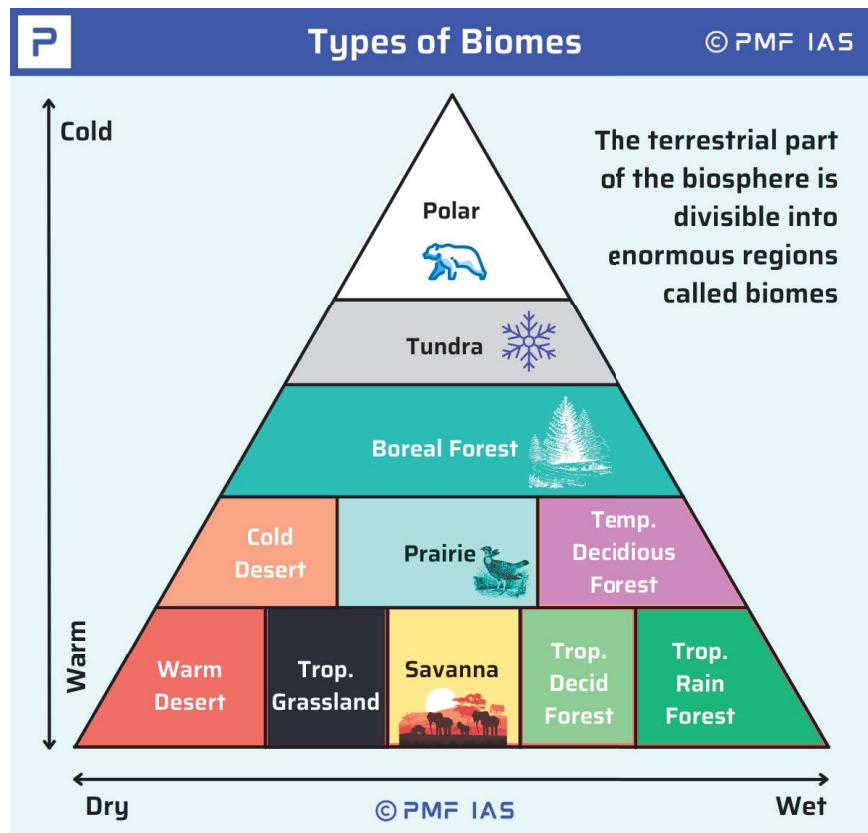 P
Types of Biomes
© PMF IAS
Cold
The terrestrial part
of the biosphere is
divisible into
enormous regions
called biomes
Polar
Tundra
Boreal Forest
Cold
Desert
Prairie
Temp.
Decidious
Forest
Warm
Warm
Desert
Trop.
Grassland
Savanna
Trop.
Decid
Forest
Trop.
Rain
Forest
Dry
© PMF IAS
Wet